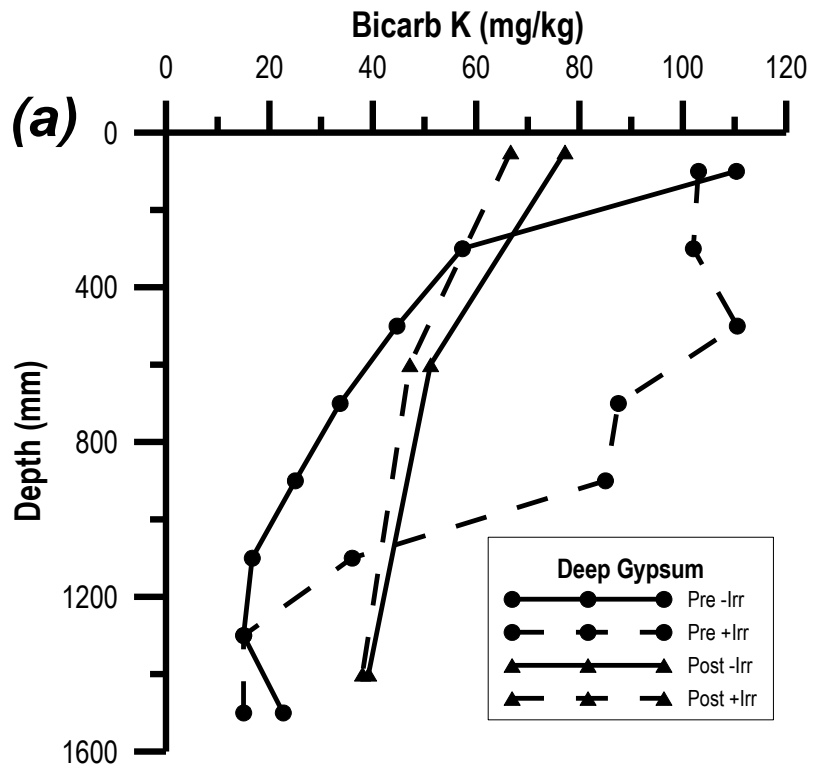 Bicarb K (mg/kg)
0 20 40 60 80 100 120
(a)
0
400
800
1200
1600
Depth (mm)
Deep Gypsum
Pre -Irr
Pre +Irr
Post -Irr
Post +Irr